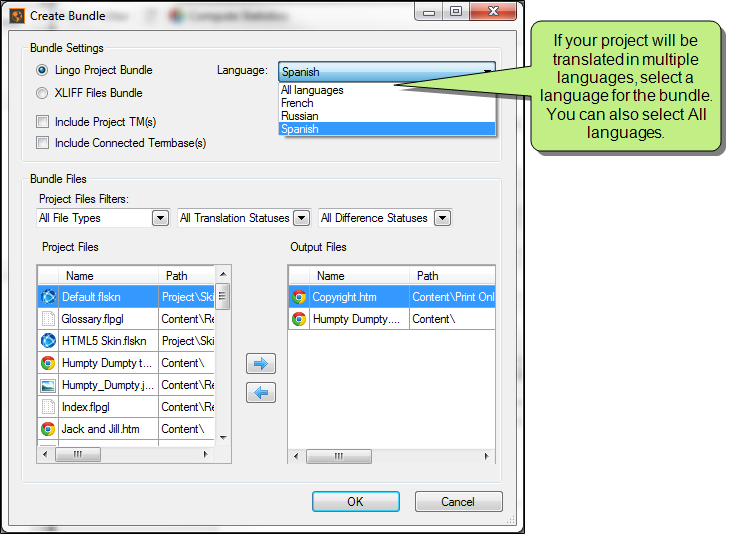 Create Bundle
Bundle Settings
Lingo Project Bundle
Language:
Spanish
XLIFF Files Bundle
All languages
French
Russian
Spanish
Include Project TM(s)
Include Connected Termbase(s)
If your project will be
translated in multiple
languages, select a
language for the bundle.
You can also select All
languages.
Bundle Files
Project Files Filters:
All File Types
All Translation Statuses
All Difference Statuses
Project Files
Output Files
Name Path
Default.flskn Project\Ski
Glossary.flpgl Content\Re
HTML5 Skin.flskn Project\Ski
Humpty Dumpty t... Content\
Humpty_Dumpty.j... Content\Re
Index.flpgl Content\Re
Jack and Jill.htm Content\
Name Path
Copyright.htm Content\Print Onl
Humpty Dumpty.... Content\
OK
Cancel